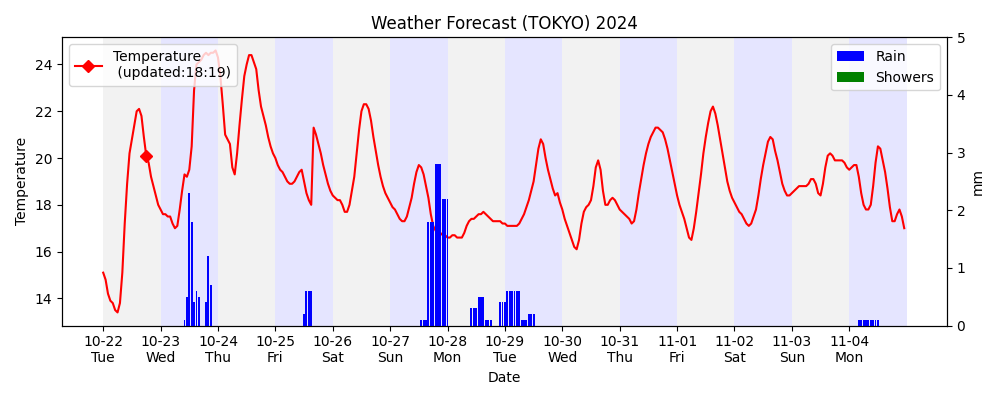 Weather Forecast (TOKYO) 2024
Temperature
(updated:18:19)
Rain
Showers
Temperature
24
22
20
18
16
14
5
4
3
2
1
0
mm
10-22 10-23 10-24 10-25 10-26 10-27 10-28 10-29 10-30 10-31 11-01 11-02 11-03 11-04
Tue Wed Thu Fri Sat Sun Mon Tue Wed Thu Fri Sat Sun Mon
Date